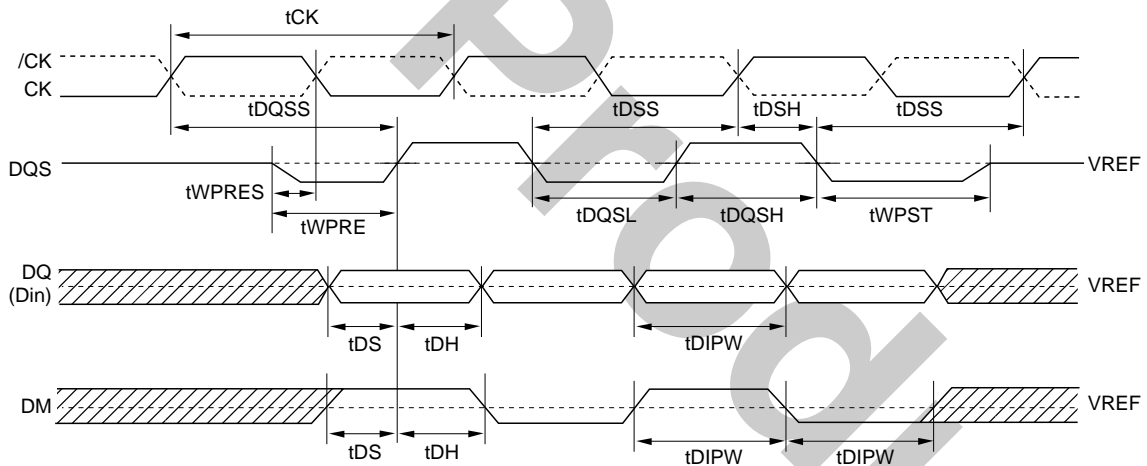 tCK
/CK
CK
tDQSS
tDSS
tDSH
tDSS
DQS
VREF
tWPRES
tWPRE
tDQSL
tDQSH
tWPST
DQ
(Din)
VREF
tDS
tDH
tDIPW
DM
VREF
tDS
tDH
tDIPW
tDIPW
Prod